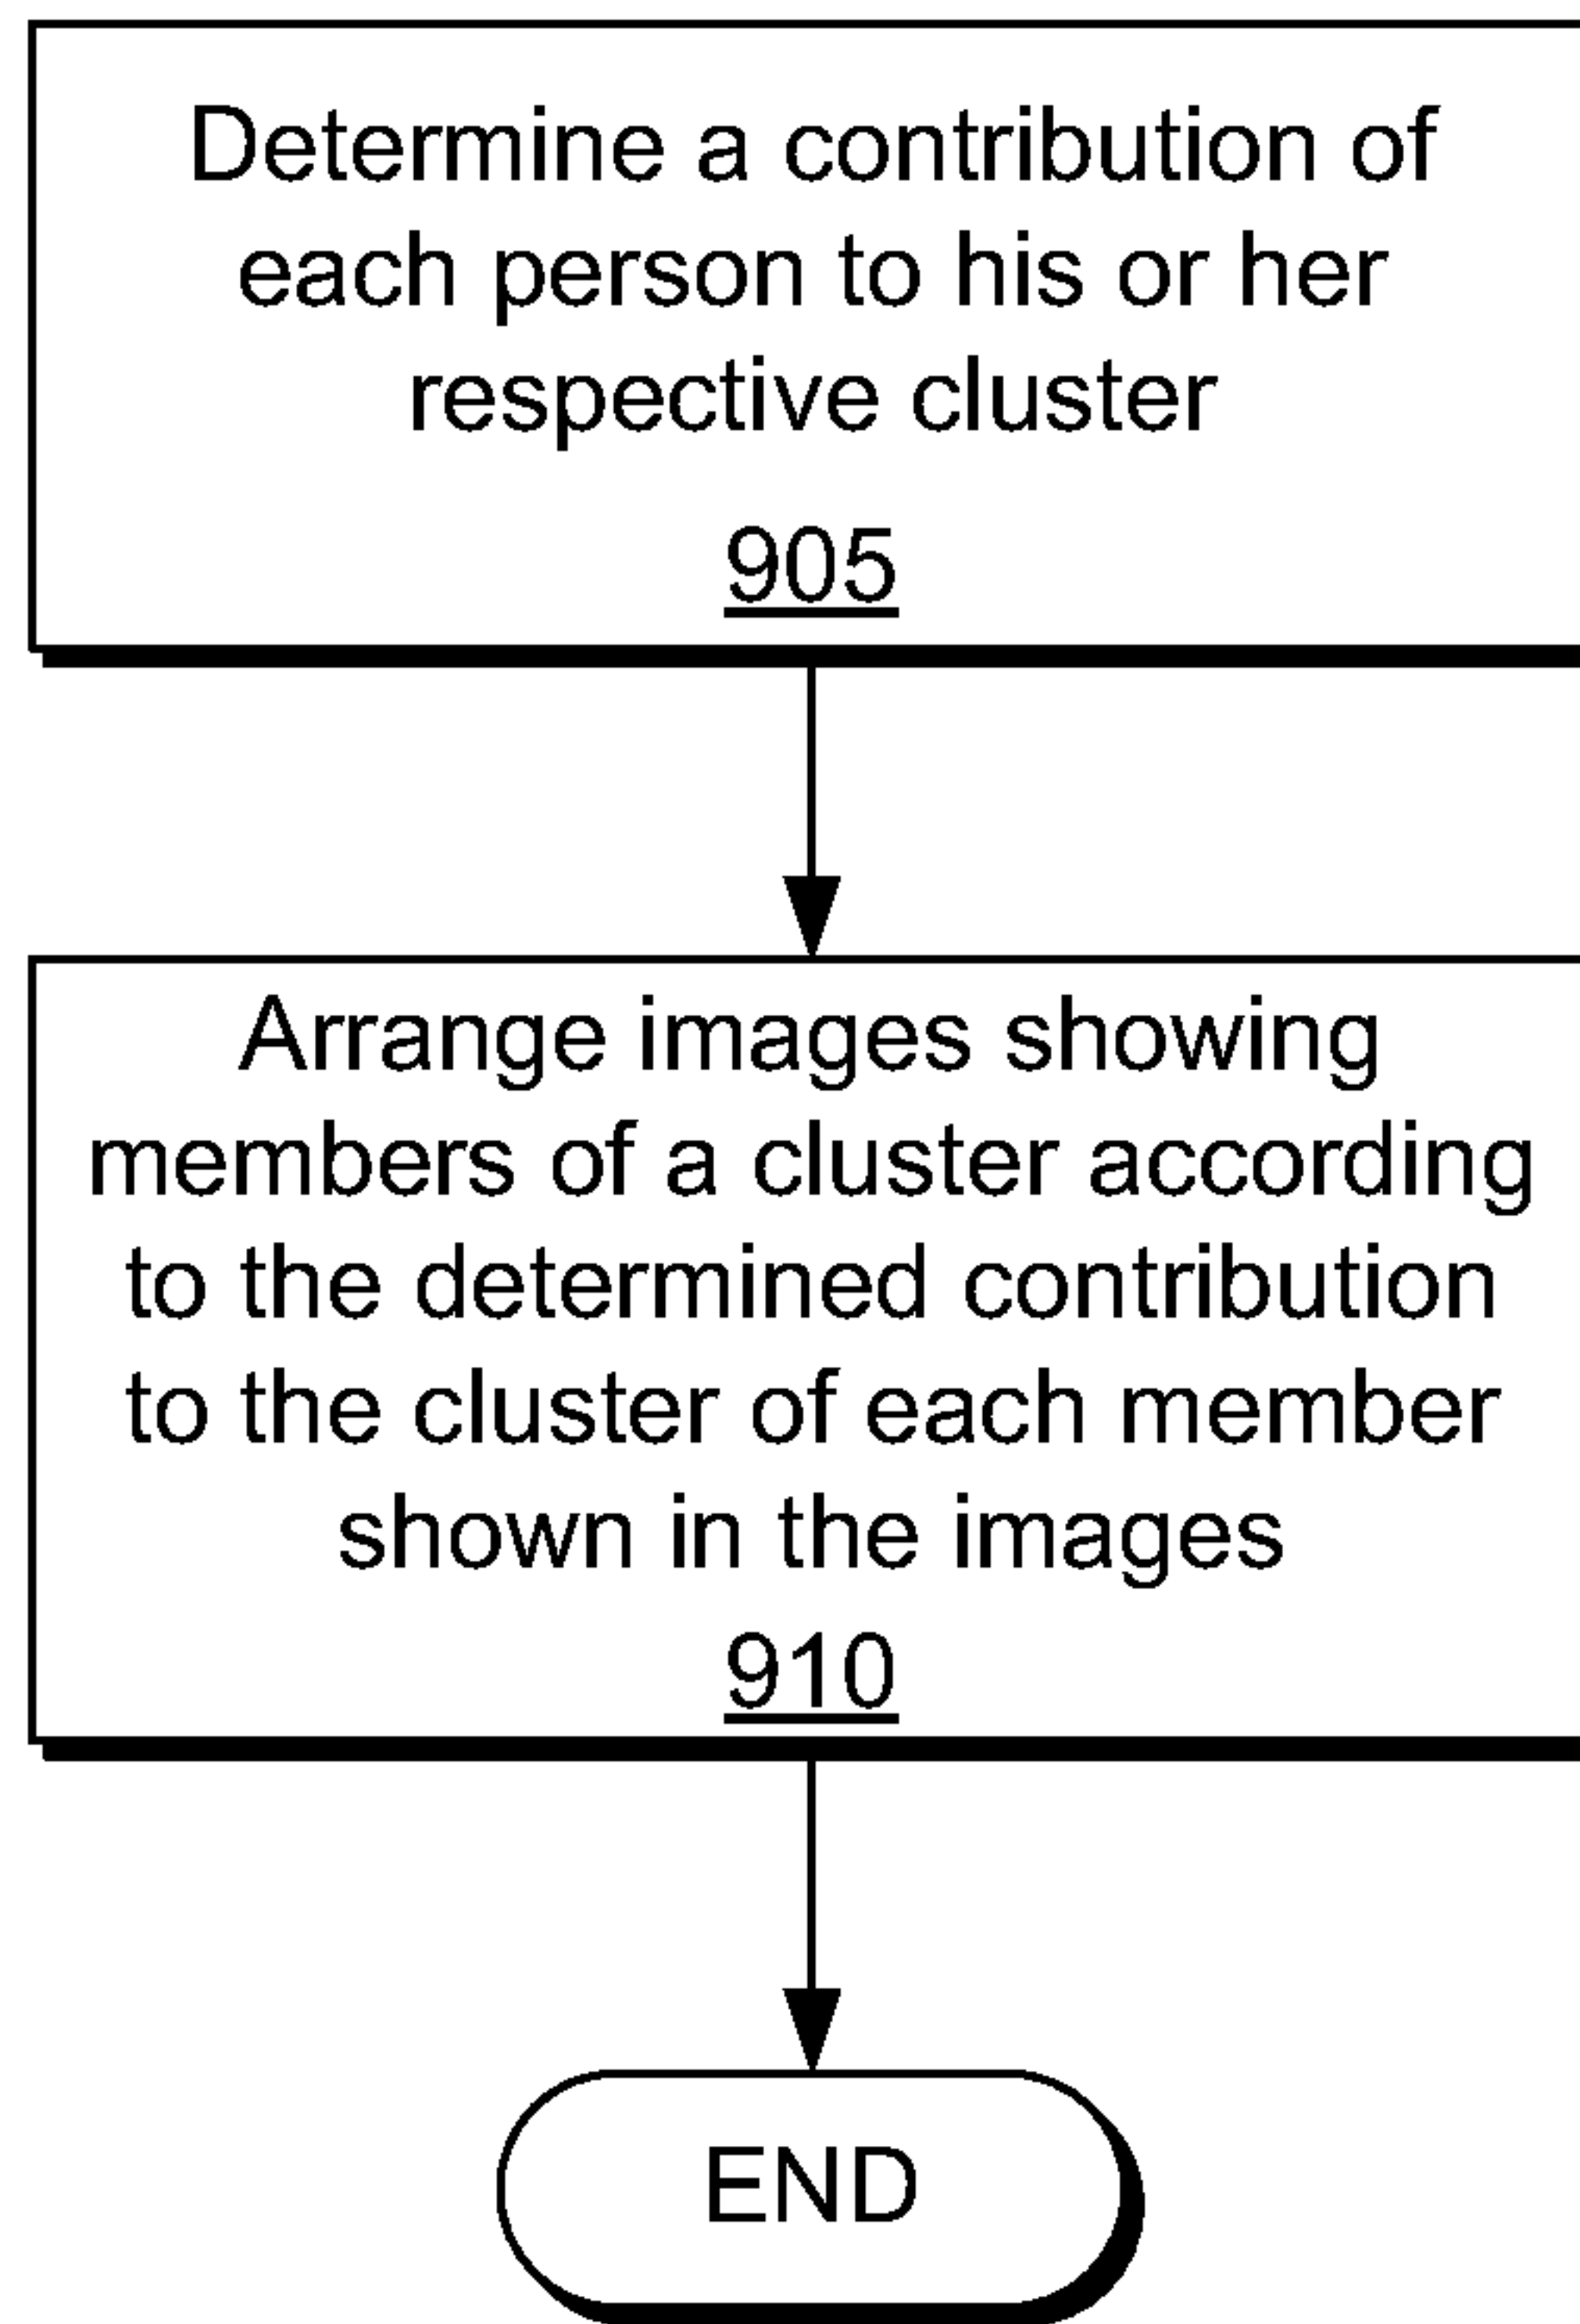 Determine a contribution of
each person to his or her
respective cluster
905
Arrange images showing
members of a cluster according
to the determined contribution
to the cluster of each member
shown in the images
910
END